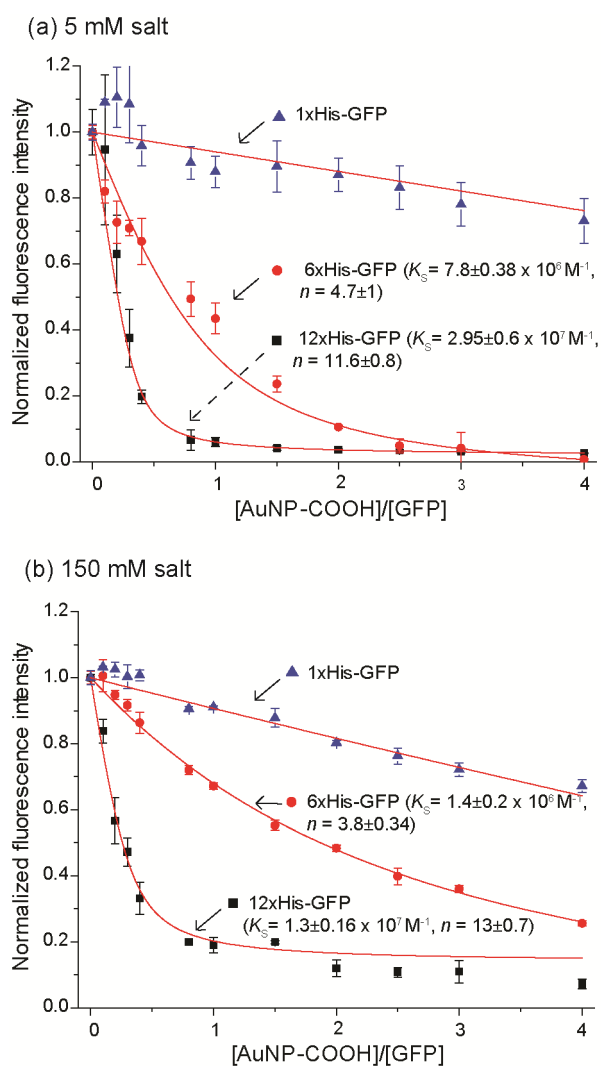 (a) 5 mM salt
1.2
1.0
0.8
0.6
0.4
0.2
0.0
Normalized fluorescence intensity
1xHis-GFP
6xHis-GFP (KS= 7.8±0.38 x 10⁶ M⁻¹,
n = 4.7±1)
12xHis-GFP (KS= 2.95±0.6 x 10⁷ M⁻¹,
n = 11.6±0.8)
0 1 2 3 4
[AuNP-COOH]/[GFP]
(b) 150 mM salt
1.2
1.0
0.8
0.6
0.4
0.2
0.0
Normalized fluorescence intensity
1xHis-GFP
6xHis-GFP (KS= 1.4±0.2 x 10⁶ M⁻¹,
n = 3.8±0.34)
12xHis-GFP
(KS= 1.3±0.16 x 10⁷ M⁻¹, n = 13±0.7)
0 1 2 3 4
[AuNP-COOH]/[GFP]